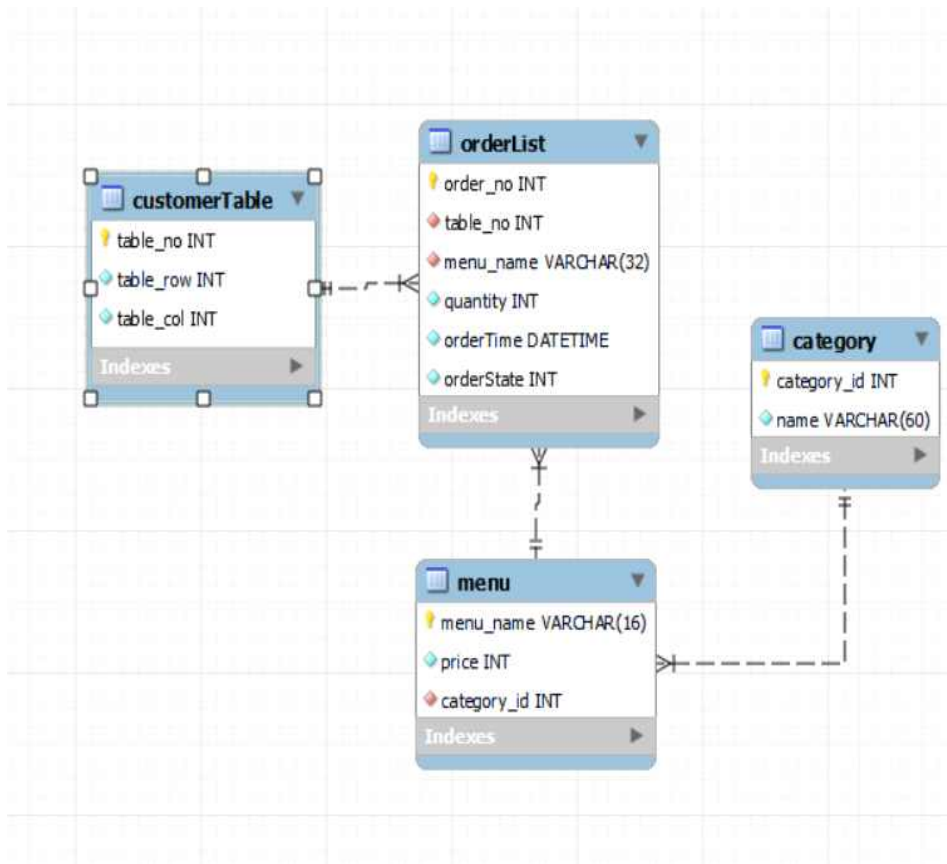 customerTable
table_no INT
table_row INT
table_col INT
Indexes
orderList
order_no INT
table_no INT
menu_name VARCHAR(32)
quantity INT
orderTime DATETIME
orderState INT
Indexes
category
category_id INT
name VARCHAR(60)
Indexes
menu
menu_name VARCHAR(16)
price INT
category_id INT
Indexes